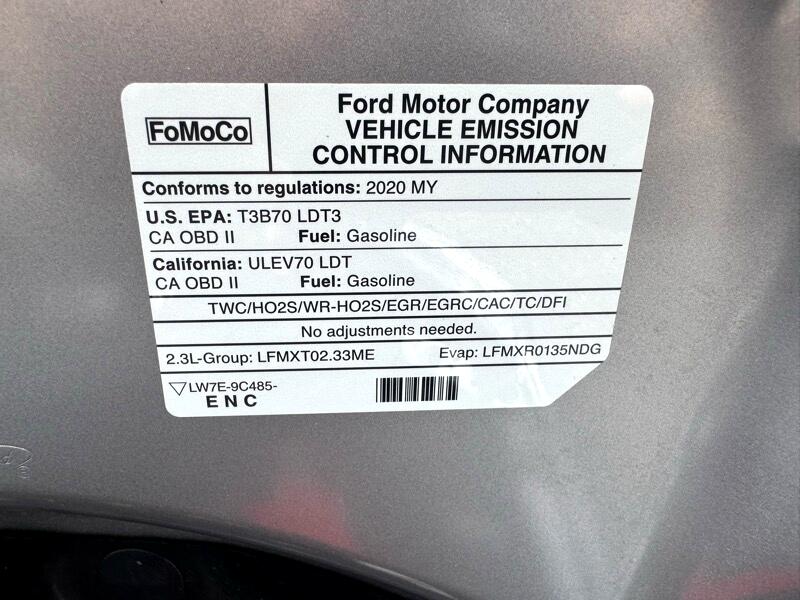 FoMoCo
Ford Motor Company
VEHICLE EMISSION
CONTROL INFORMATION
Conforms to regulations: 2020 MY
U.S. EPA: T3B70 LDT3
CA OBD II Fuel: Gasoline
California: ULEV70 LDT
CA OBD II Fuel: Gasoline
TWC/HO2S/WR-HO2S/EGR/EGRC/CAC/TC/DFI
No adjustments needed.
2.3L-Group: LFMXT02.33ME Evap: LFMXR0135NDG
LW7E-9C485-
E N C